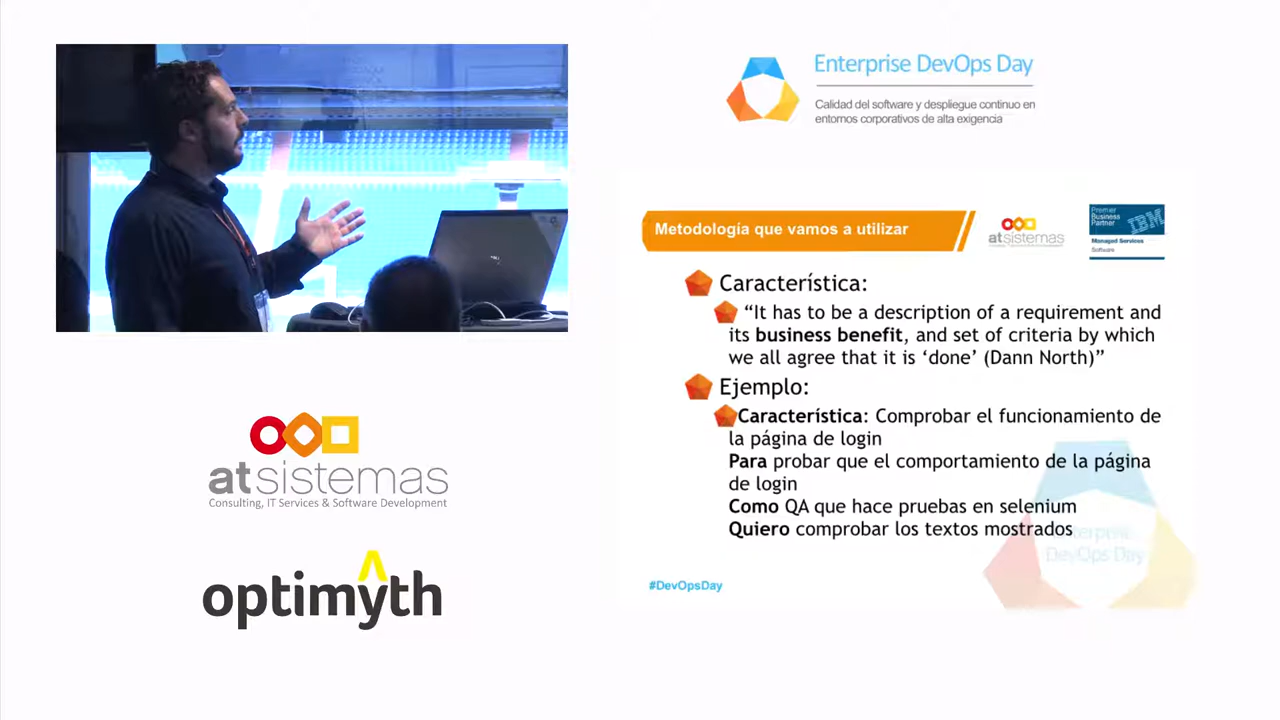 Enterprise DevOps Day
Calidad del software y despliegue continuo en
entornos corporativos de alta exigencia
Metodología que vamos a utilizar
atsistemas
Premier
Business
Partner
IBM
Managed Services
Software
Característica:
“It has to be a description of a requirement and
its business benefit, and set of criteria by which
we all agree that it is ‘done’ (Dann North)”
Ejemplo:
Característica: Comprobar el funcionamiento de
la página de login
Para probar que el comportamiento de la página
de login
Como QA que hace pruebas en selenium
Quiero comprobar los textos mostrados
Enterprise
DevOps Day
#DevOpsDay
atsistemas
Consulting, IT Services & Software Development
optimyth